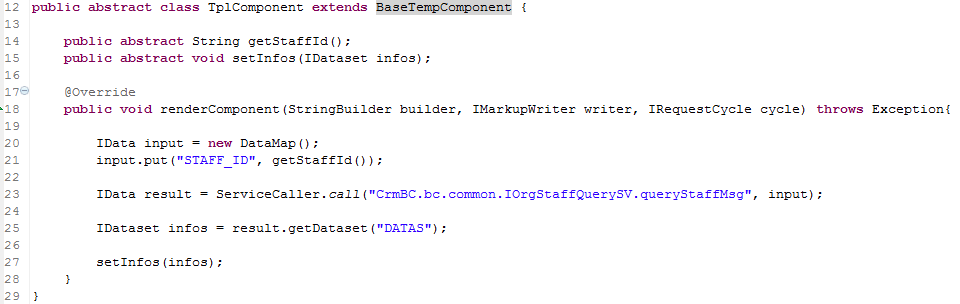 12 public abstract class TplComponent extends BaseTempComponent {
13
14     public abstract String getStaffId();
15     public abstract void setInfos(IDataset infos);
16
17     @Override
18     public void renderComponent(StringBuilder builder, IMarkupWriter writer, IRequestCycle cycle) throws Exception{
19
20         IData input = new DataMap();
21         input.put("STAFF_ID", getStaffId());
22
23         IData result = ServiceCaller.call("CrmBC.bc.common.IOrgStaffQuerySV.queryStaffMsg", input);
24
25         IDataset infos = result.getDataset("DATAS");
26
27         setInfos(infos);
28     }
29 }